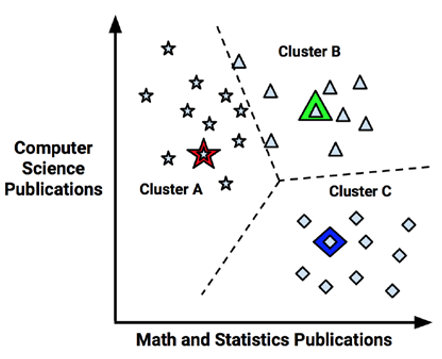 Cluster B
Computer
Science
Publications
Cluster A
Cluster C
Math and Statistics Publications